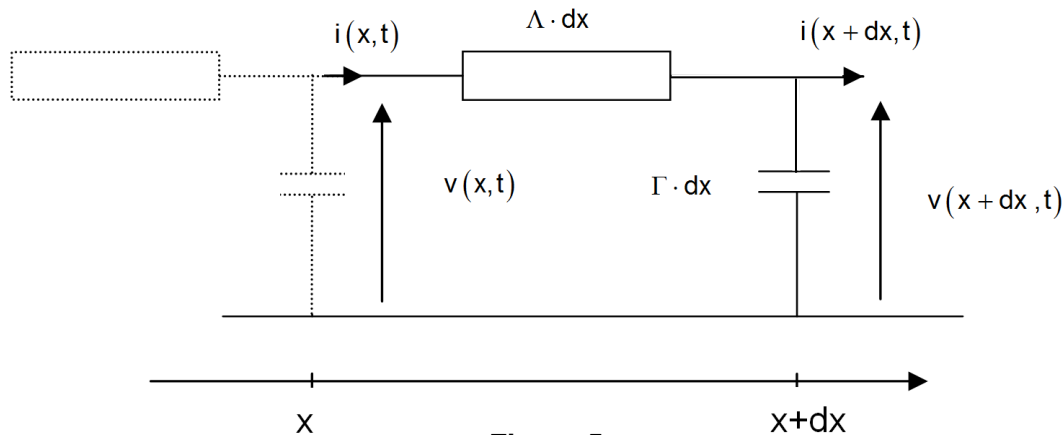 i(x,t)
Λ · dx
i(x + dx,t)
v(x,t)
Γ · dx
v(x + dx ,t)
x
x+dx